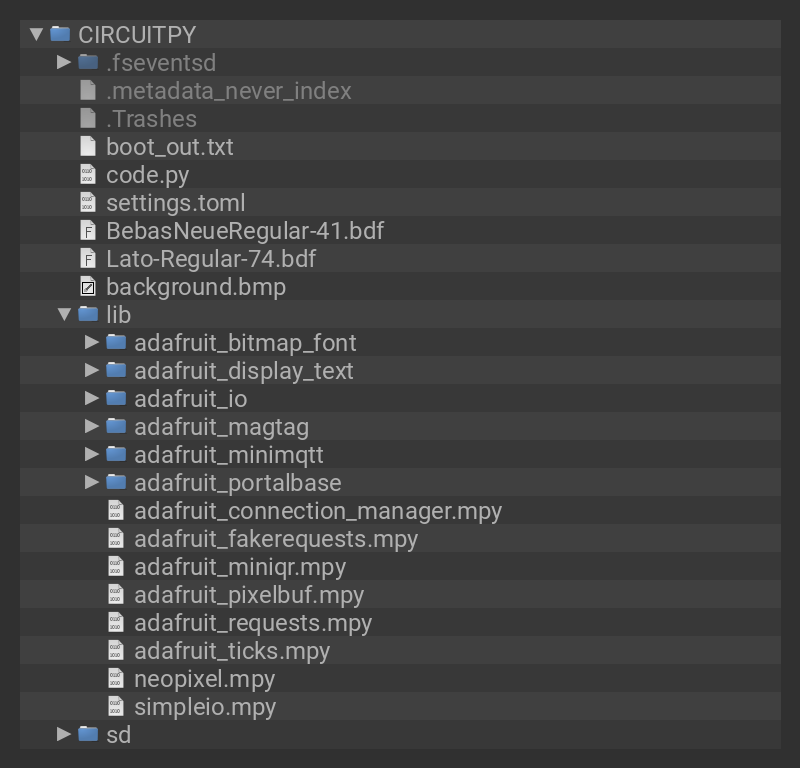 CIRCUITPY
.fseventsd
.metadata_never_index
.Trashes
boot_out.txt
code.py
settings.toml
BebasNeueRegular-41.bdf
Lato-Regular-74.bdf
background.bmp
lib
adafruit_bitmap_font
adafruit_display_text
adafruit_io
adafruit_magtag
adafruit_minimqtt
adafruit_portalbase
adafruit_connection_manager.mpy
adafruit_fakerequests.mpy
adafruit_miniqr.mpy
adafruit_pixelbuf.mpy
adafruit_requests.mpy
adafruit_ticks.mpy
neopixel.mpy
simpleio.mpy
sd